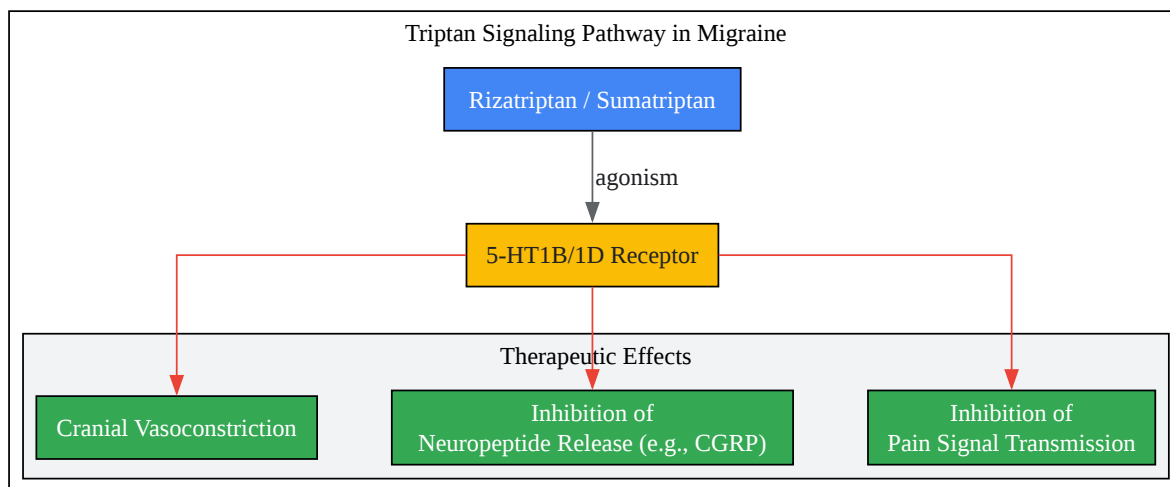 Triptan Signaling Pathway in Migraine
Rizatriptan / Sumatriptan
agonism
5-HT1B/1D Receptor
Therapeutic Effects
Cranial Vasoconstriction
Inhibition of
Neuropeptide Release (e.g., CGRP)
Inhibition of
Pain Signal Transmission